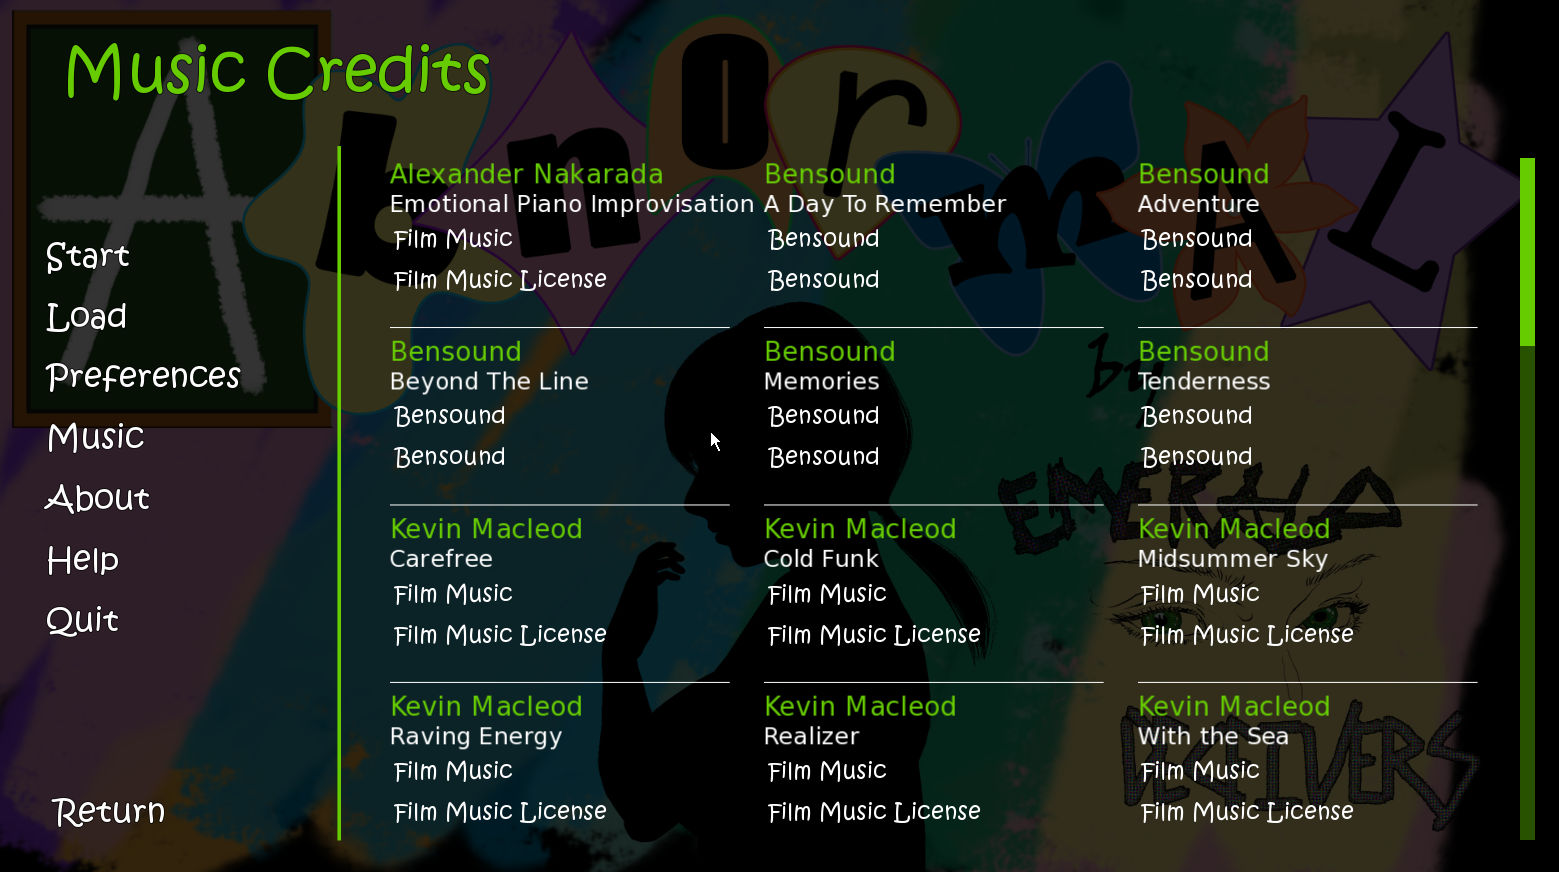 Music Credits
Abnormal
by
EMERALD
DECEIVERS
Start
Load
Preferences
Music
About
Help
Quit
Return
Alexander Nakarada
Emotional Piano Improvisation
Film Music
Film Music License
Bensound
A Day To Remember
Bensound
Bensound
Bensound
Adventure
Bensound
Bensound
Bensound
Beyond The Line
Bensound
Bensound
Bensound
Memories
Bensound
Bensound
Bensound
Tenderness
Bensound
Bensound
Kevin Macleod
Carefree
Film Music
Film Music License
Kevin Macleod
Cold Funk
Film Music
Film Music License
Kevin Macleod
Midsummer Sky
Film Music
Film Music License
Kevin Macleod
Raving Energy
Film Music
Film Music License
Kevin Macleod
Realizer
Film Music
Film Music License
Kevin Macleod
With the Sea
Film Music
Film Music License